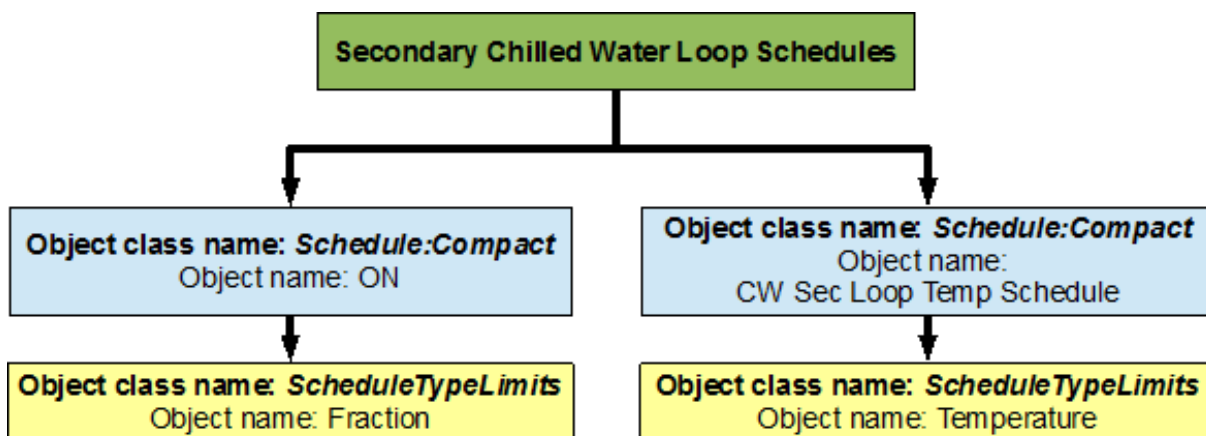 Secondary Chilled Water Loop Schedules
Object class name: Schedule:Compact
Object name: ON
Object class name: Schedule:Compact
Object name:
CW Sec Loop Temp Schedule
Object class name: ScheduleTypeLimits
Object name: Fraction
Object class name: ScheduleTypeLimits
Object name: Temperature